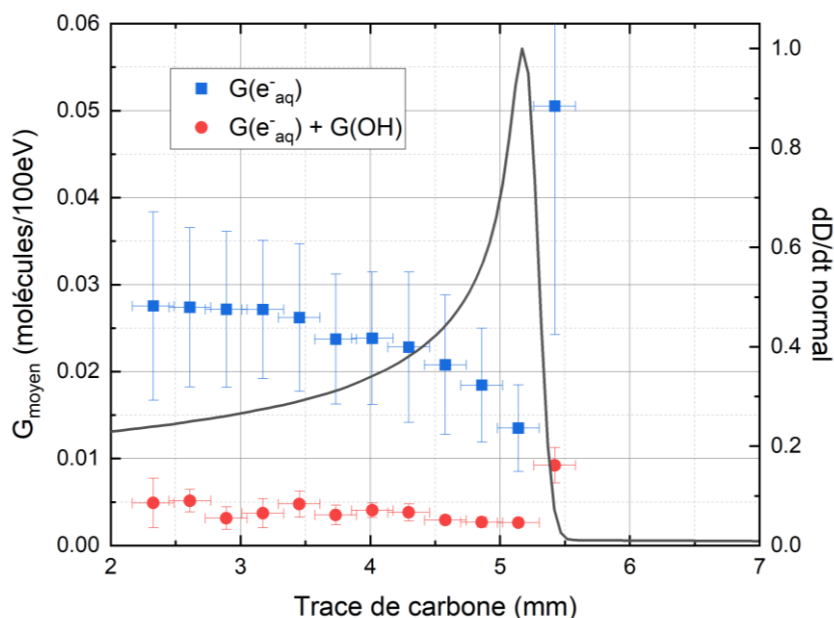 G(e⁻aq)
G(e⁻aq) + G(OH)
Gmoyen (molécules/100eV)
0.06
0.05
0.04
0.03
0.02
0.01
0.00
1.0
0.8
0.6
0.4
0.2
0.0
dD/dt normal
2 3 4 5 6 7
Trace de carbone (mm)